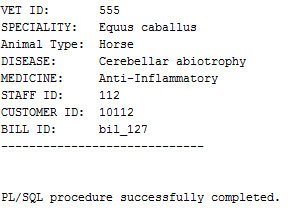 VET ID: 555
SPECIALITY: Equus caballus
Animal Type: Horse
DISEASE: Cerebellar abiotrophy
MEDICINE: Anti-Inflammatory
STAFF ID: 112
CUSTOMER ID: 10112
BILL ID: bil_127
-----------------------------
PL/SQL procedure successfully completed.